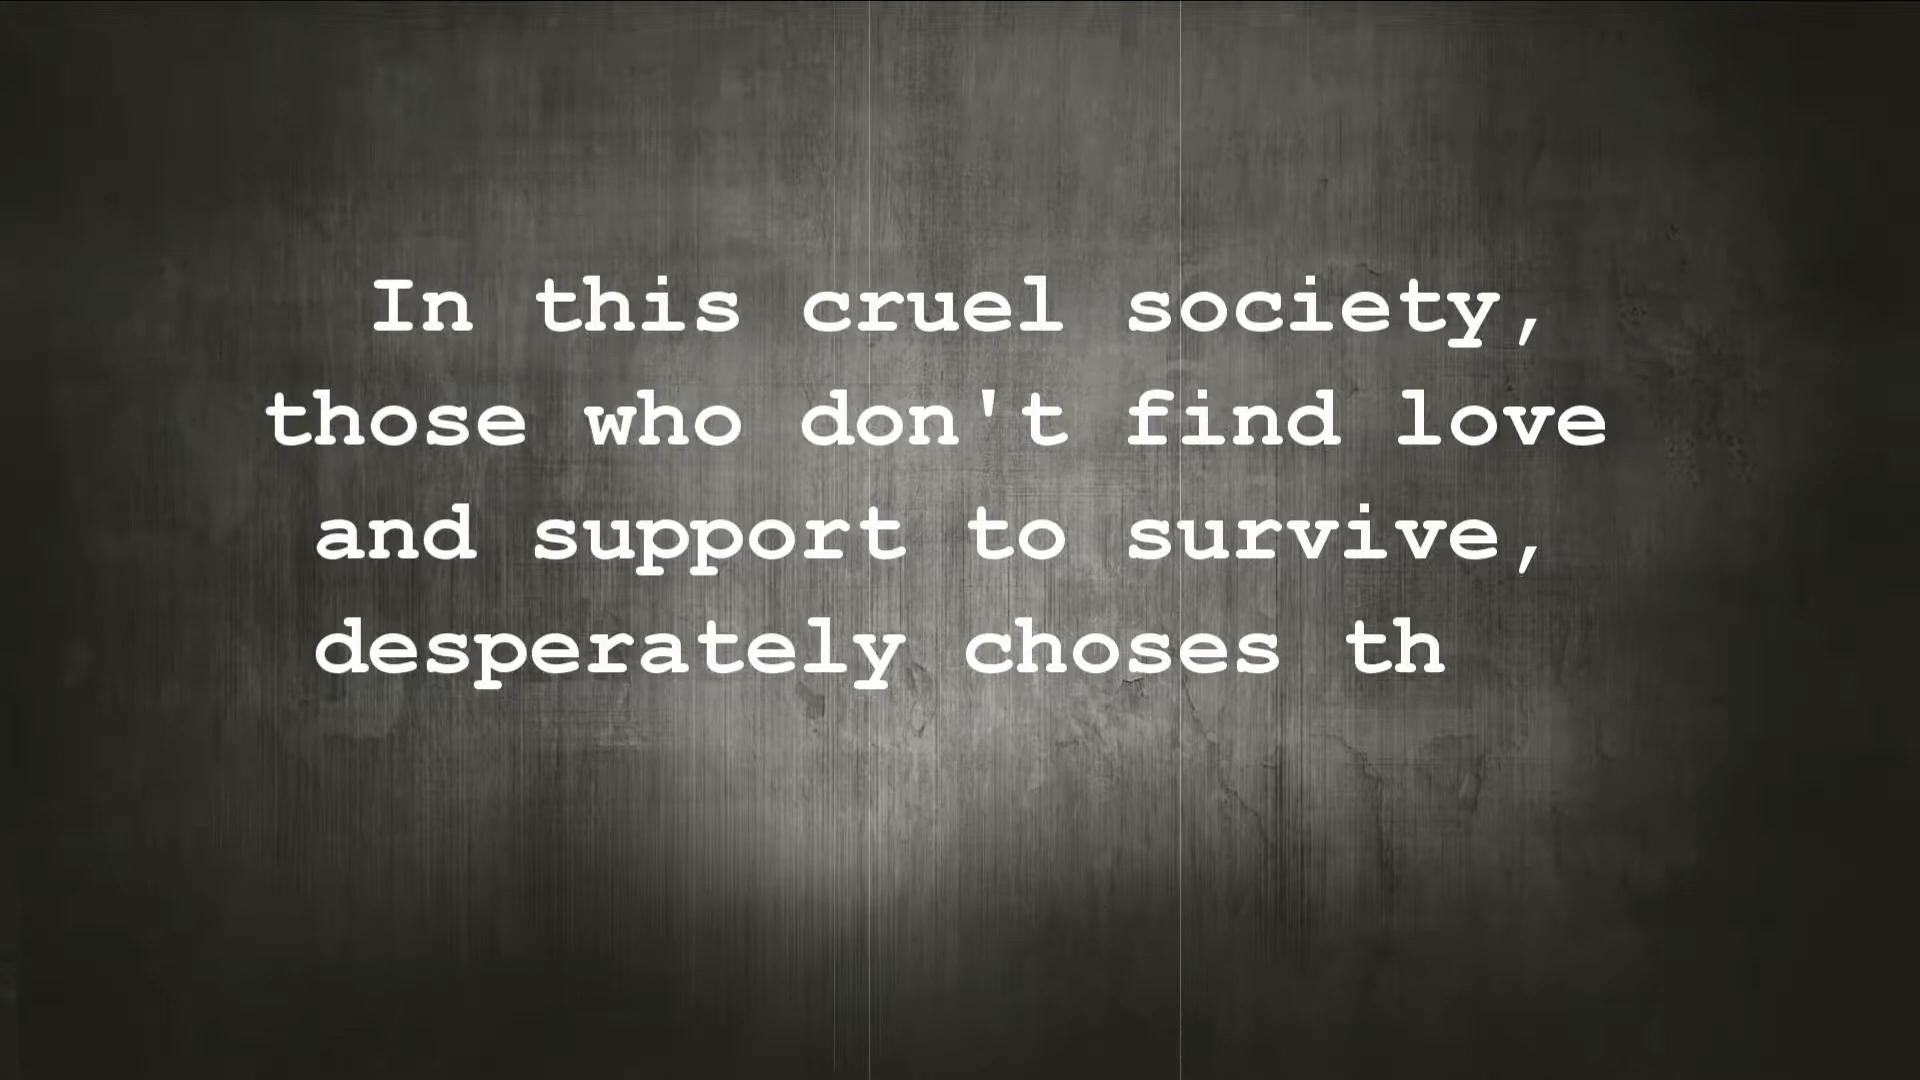 In this cruel society,
those who don't find love
and support to survive,
desperately choses th